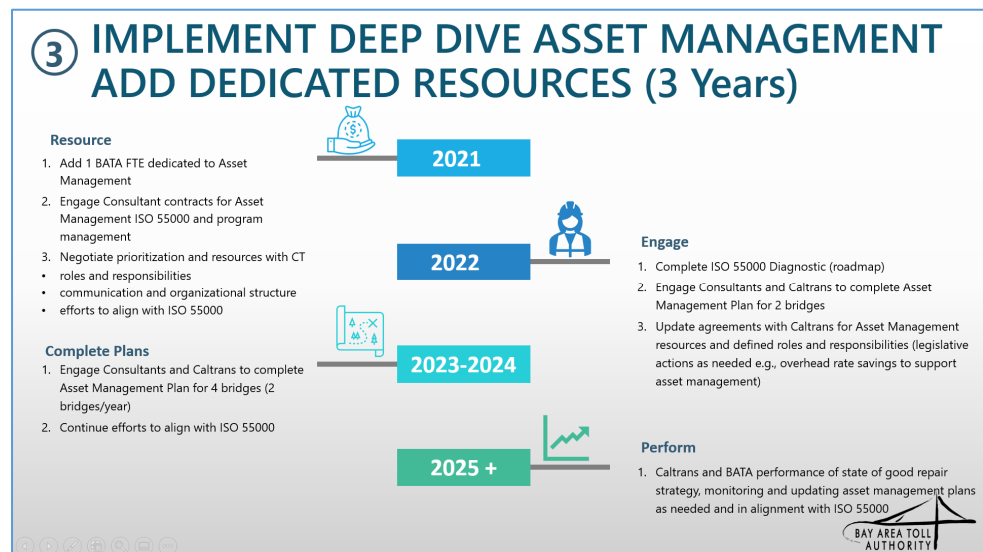 3
IMPLEMENT DEEP DIVE ASSET MANAGEMENT
ADD DEDICATED RESOURCES (3 Years)
Resource
1. Add 1 BATA FTE dedicated to Asset
Management
2. Engage Consultant contracts for Asset
Management ISO 55000 and program
management
3. Negotiate prioritization and resources with CT
• roles and responsibilities
• communication and organizational structure
• efforts to align with ISO 55000
$
2021
2022
Engage
1. Complete ISO 55000 Diagnostic (roadmap)
2. Engage Consultants and Caltrans to complete Asset
Management Plan for 2 bridges
3. Update agreements with Caltrans for Asset Management
resources and defined roles and responsibilities (legislative
actions as needed e.g., overhead rate savings to support
asset management)
Complete Plans
1. Engage Consultants and Caltrans to complete
Asset Management Plan for 4 bridges (2
bridges/year)
2. Continue efforts to align with ISO 55000
2023-2024
2025 +
Perform
1. Caltrans and BATA performance of state of good repair
strategy, monitoring and updating asset management plans
as needed and in alignment with ISO 55000
BAY AREA TOLL
AUTHORITY